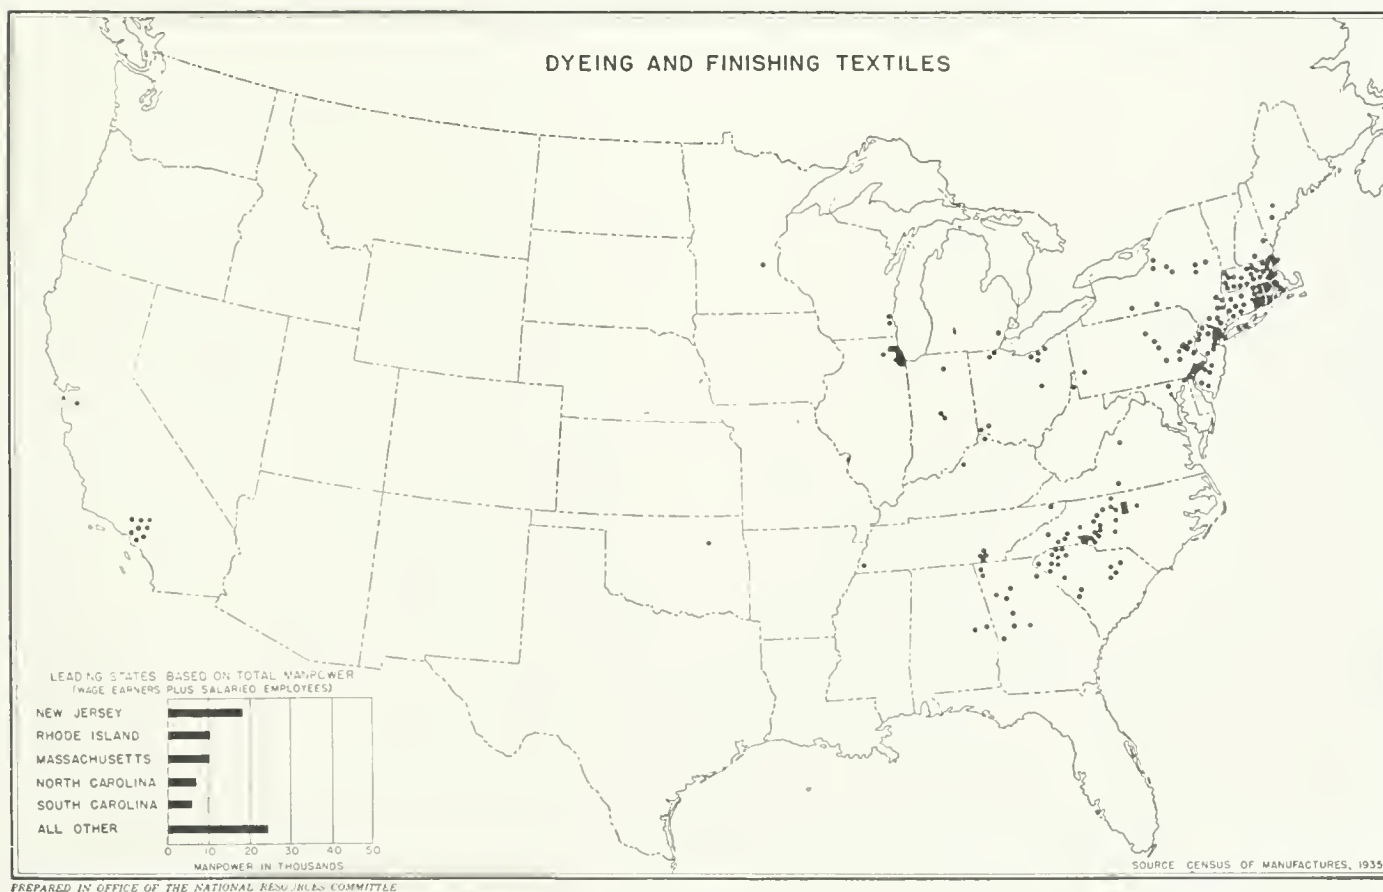 DYEING AND FINISHING TEXTILES
LEADING STATES BASED ON TOTAL MANPOWER
(WAGE EARNERS PLUS SALARIED EMPLOYEES)
NEW JERSEY
RHODE ISLAND
MASSACHUSETTS
NORTH CAROLINA
SOUTH CAROLINA
ALL OTHER
0 10 20 30 40 50
MANPOWER IN THOUSANDS
SOURCE CENSUS OF MANUFACTURES, 1935
PREPARED IN OFFICE OF THE NATIONAL RESOURCES COMMITTEE